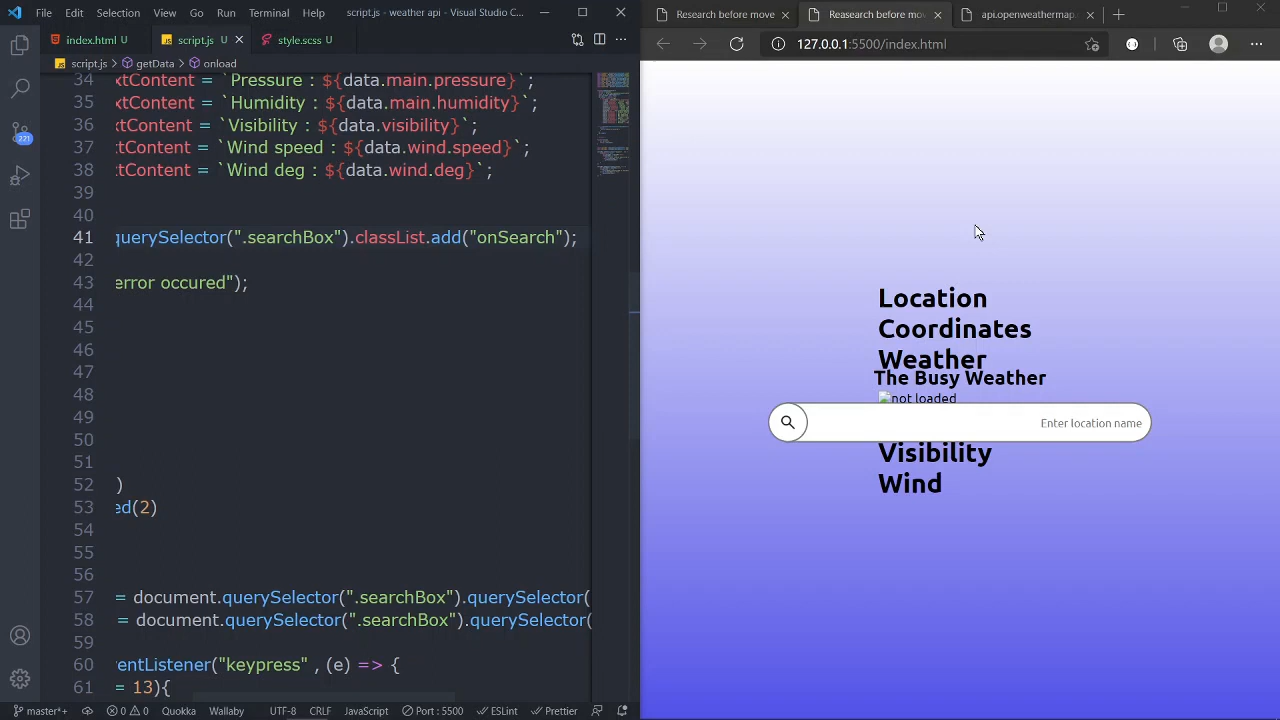 File Edit Selection View Go Run Terminal Help script.js - weather api - Visual Studio C...
index.html U script.js U style.scss U
script.js > getData > onload
34 xtContent = `Pressure : ${data.main.pressure}`;
35 xtContent = `Humidity : ${data.main.humidity}`;
36 xtContent = `Visibility : ${data.visibility}`;
37 xtContent = `Wind speed : ${data.wind.speed}`;
38 xtContent = `Wind deg : ${data.wind.deg}`;
39
40
41 querySelector(".searchBox").classList.add("onSearch");
42
43 error occured");
44
45
46
47
48
49
50
51
52 )
53 ed(2)
54
55
56
57 = document.querySelector(".searchBox").querySelector(
58 = document.querySelector(".searchBox").querySelector(
59
60 ventListener("keypress" , (e) => {
61 = 13){
221
master*+ 0 0 Quokka Wallaby UTF-8 CRLF JavaScript Port : 5500 ESLint Prettier
Research before move Reasearch before mo api.openweathermap.
127.0.0.1:5500/index.html
Location
Coordinates
Weather
The Busy Weather
not loaded
Enter location name
Visibility
Wind